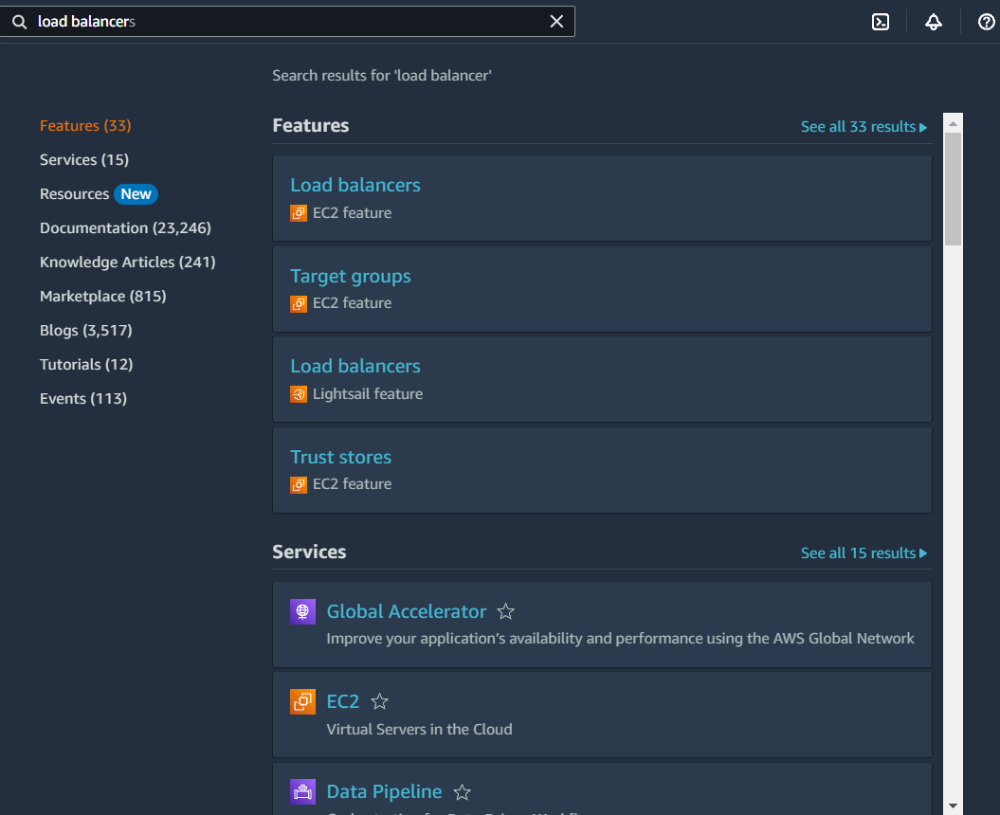 load balancers
Search results for 'load balancer'
Features (33)
Services (15)
Resources New
Documentation (23,246)
Knowledge Articles (241)
Marketplace (815)
Blogs (3,517)
Tutorials (12)
Events (113)
Features
See all 33 results
Load balancers
EC2 feature
Target groups
EC2 feature
Load balancers
Lightsail feature
Trust stores
EC2 feature
Services
See all 15 results
Global Accelerator
Improve your application’s availability and performance using the AWS Global Network
EC2
Virtual Servers in the Cloud
Data Pipeline